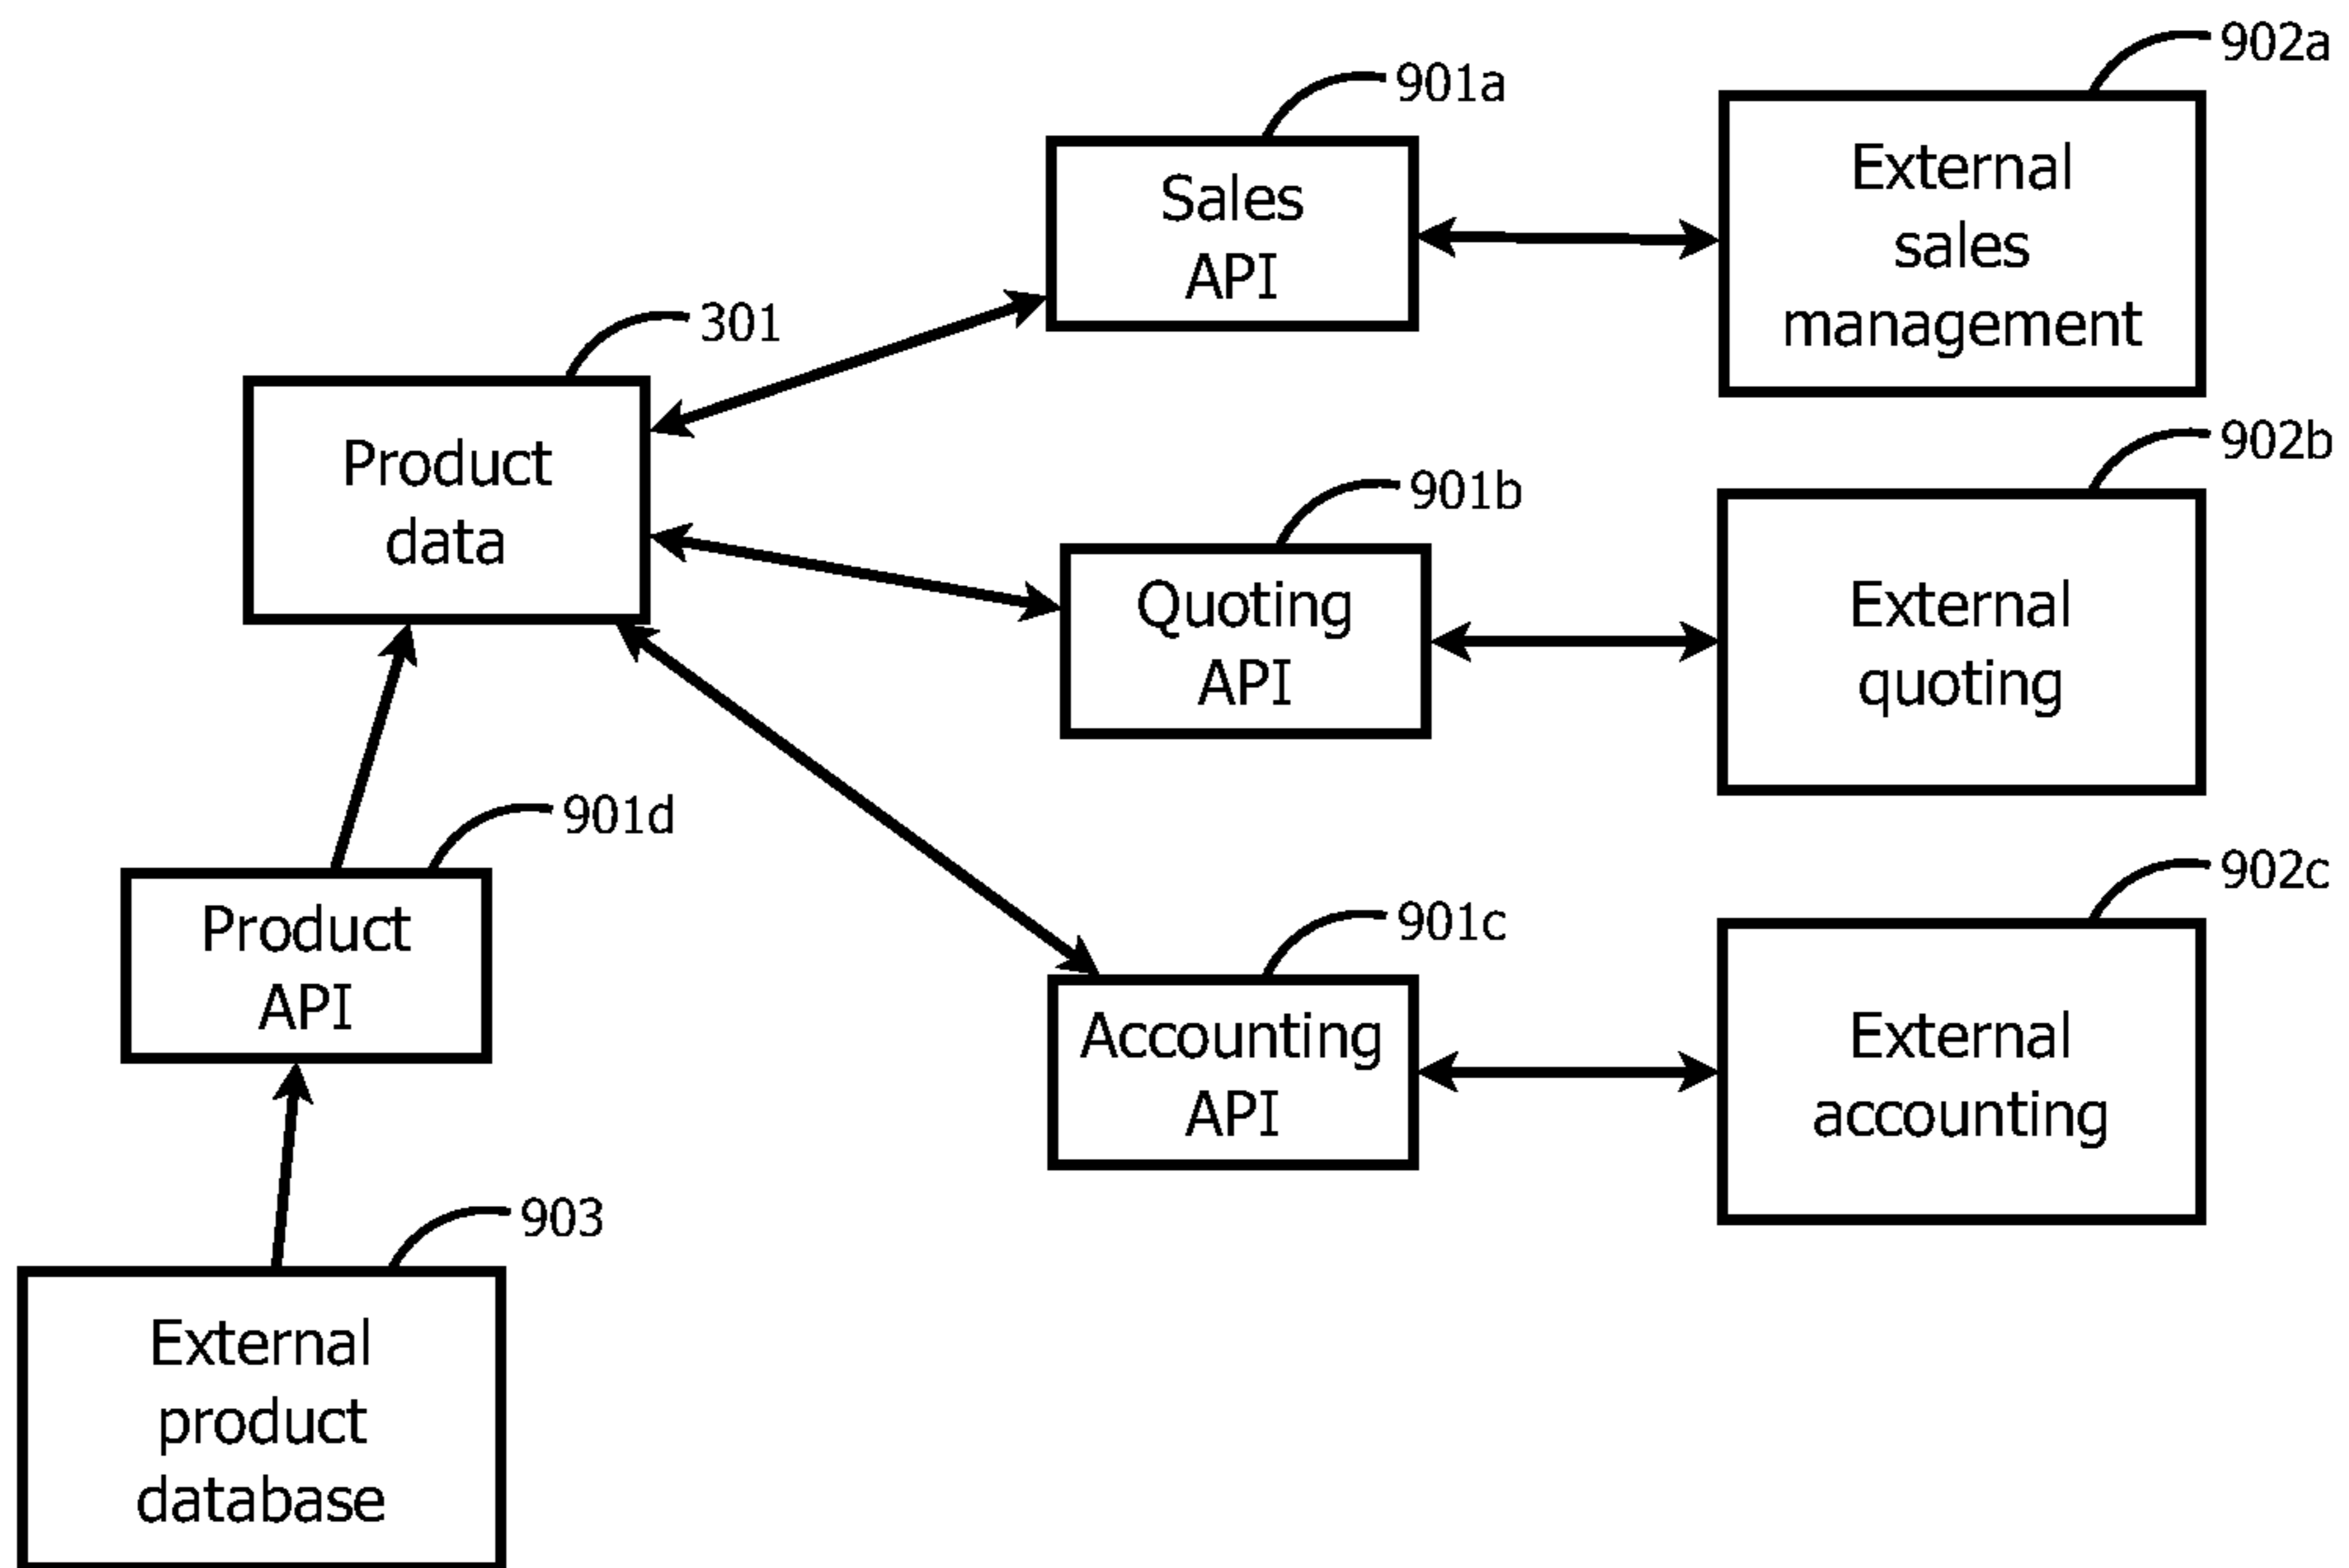 902a
901a
External
sales
management
Sales
API
301
Product
data
902b
901b
External
quoting
Quoting
API
901d
Product
API
902c
901c
External
accounting
Accounting
API
903
External
product
database